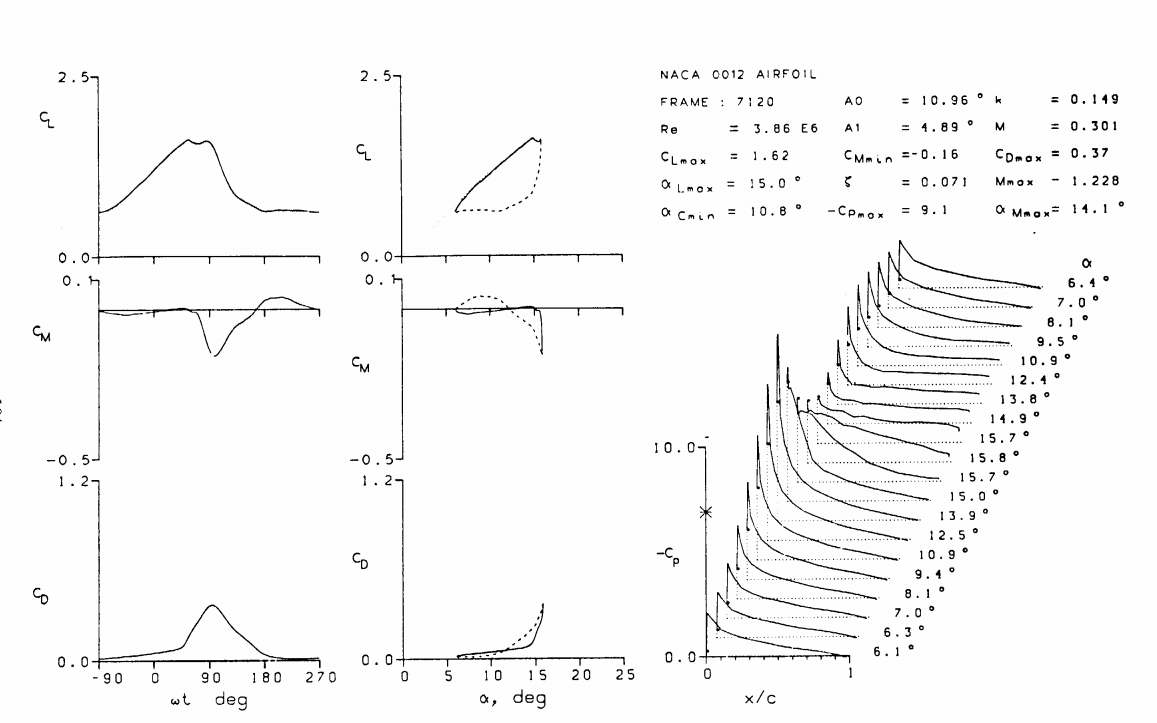 NACA 0012 AIRFOIL
FRAME : 7120 A0 = 10.96 ° k = 0.149
Re = 3.86 E6 A1 = 4.89 ° M = 0.301
CLmax = 1.62 CMmin =-0.16 CDmax = 0.37
α Lmax = 15.0 ° ζ = 0.071 Mmax - 1.228
α Cmin = 10.8 ° -CPmax = 9.1 α Mmax= 14.1 °
2.5
CL
0.0
2.5
CL
0.0
0.1
CM
-0.5
0.1
CM
-0.5
1.2
CD
0.0
-90 0 90 180 270
ωt deg
1.2
CD
0.0
0 5 10 15 20 25
α, deg
α
6.4 °
7.0 °
8.1 °
9.5 °
10.9 °
12.4 °
13.8 °
14.9 °
15.7 °
15.8 °
15.7 °
15.0 °
13.9 °
12.5 °
10.9 °
9.4 °
8.1 °
7.0 °
6.3 °
6.1 °
10.0
-Cp
0.0
0 1
x/c